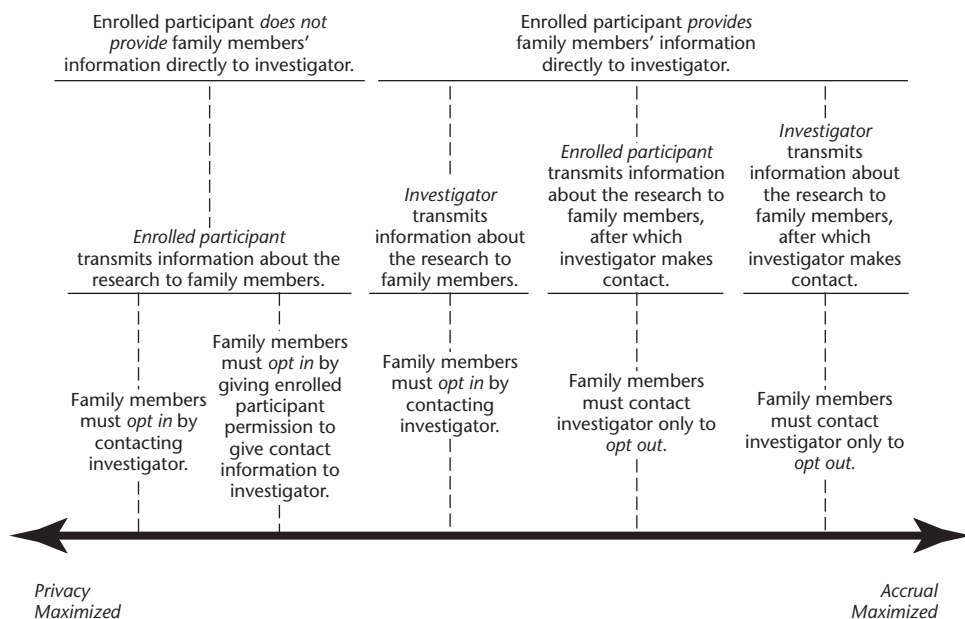 Enrolled participant does not
provide family members’
information directly to investigator.
Enrolled participant provides
family members’ information
directly to investigator.
Enrolled participant
transmits information about the
research to family members.
Investigator
transmits
information about
the research to
family members.
Enrolled participant
transmits information
about the research to
family members,
after which
investigator makes
contact.
Investigator
transmits
information about
the research to
family members,
after which
investigator makes
contact.
Family members
must opt in by
contacting
investigator.
Family members
must opt in by
giving enrolled
participant
permission to
give contact
information to
investigator.
Family members
must opt in by
contacting
investigator.
Family members
must contact
investigator only to
opt out.
Family members
must contact
investigator only to
opt out.
Privacy
Maximized
Accrual
Maximized